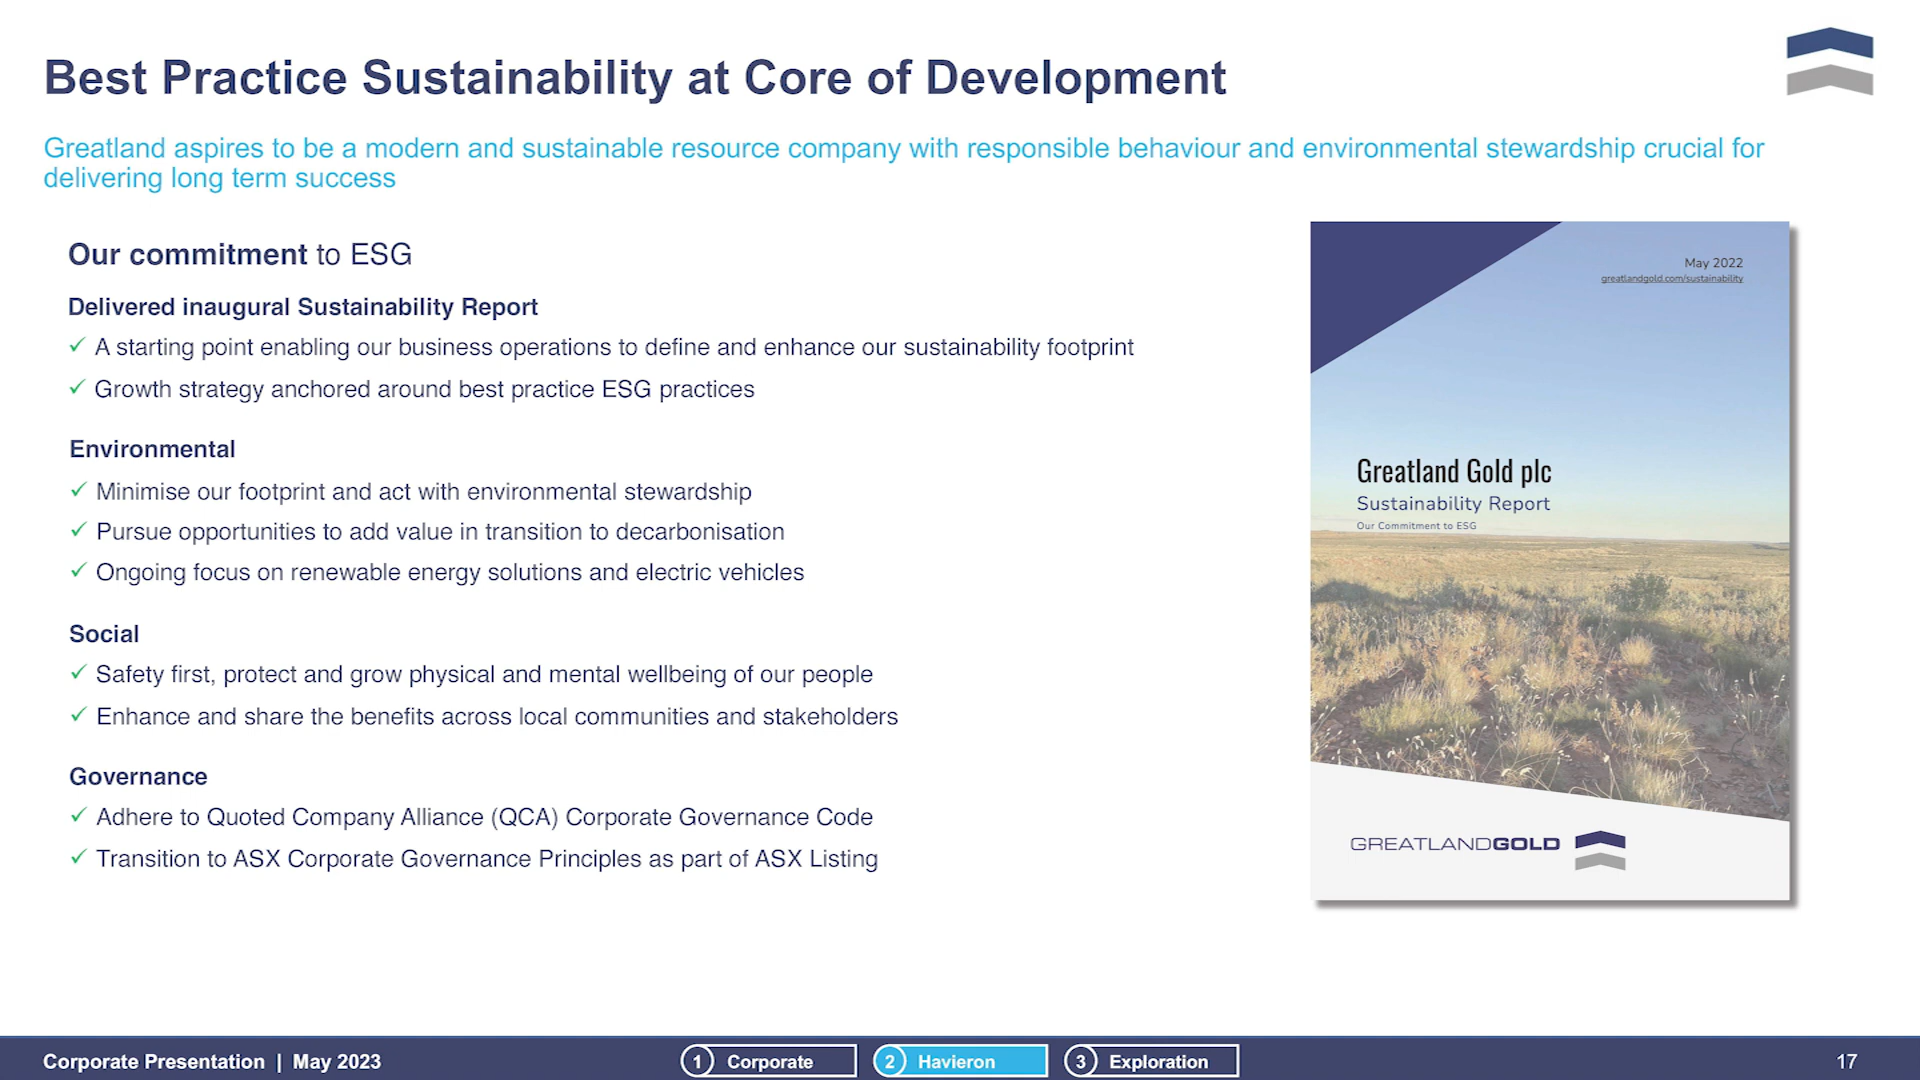 Best Practice Sustainability at Core of Development
Greatland aspires to be a modern and sustainable resource company with responsible behaviour and environmental stewardship crucial for
delivering long term success
Our commitment to ESG
Delivered inaugural Sustainability Report
✓ A starting point enabling our business operations to define and enhance our sustainability footprint
✓ Growth strategy anchored around best practice ESG practices
Environmental
✓ Minimise our footprint and act with environmental stewardship
✓ Pursue opportunities to add value in transition to decarbonisation
✓ Ongoing focus on renewable energy solutions and electric vehicles
Social
✓ Safety first, protect and grow physical and mental wellbeing of our people
✓ Enhance and share the benefits across local communities and stakeholders
Governance
✓ Adhere to Quoted Company Alliance (QCA) Corporate Governance Code
✓ Transition to ASX Corporate Governance Principles as part of ASX Listing
May 2022
greatlandgold.com/sustainability
Greatland Gold plc
Sustainability Report
Our Commitment to ESG
GREATLANDGOLD
Corporate Presentation | May 2023
1 Corporate
2 Havieron
3 Exploration
17